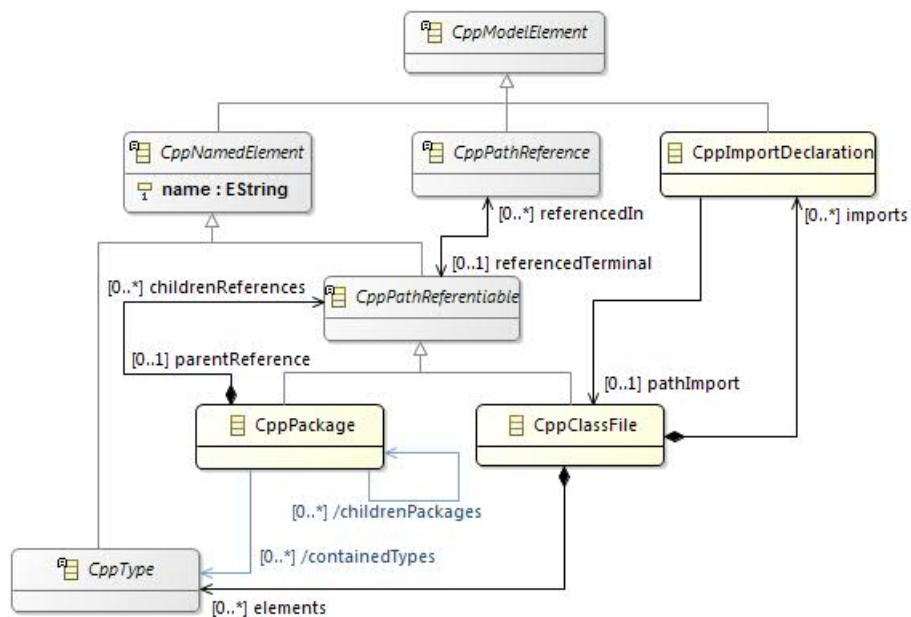 CppModelElement
CppNamedElement
name : EString
CppPathReference
CppImportDeclaration
[0..*] referencedIn
[0..*] imports
[0..1] referencedTerminal
[0..*] childrenReferences
CppPathReferentiable
[0..1] parentReference
[0..1] pathImport
CppPackage
CppClassFile
[0..*] /childrenPackages
[0..*] /containedTypes
CppType
[0..*] elements